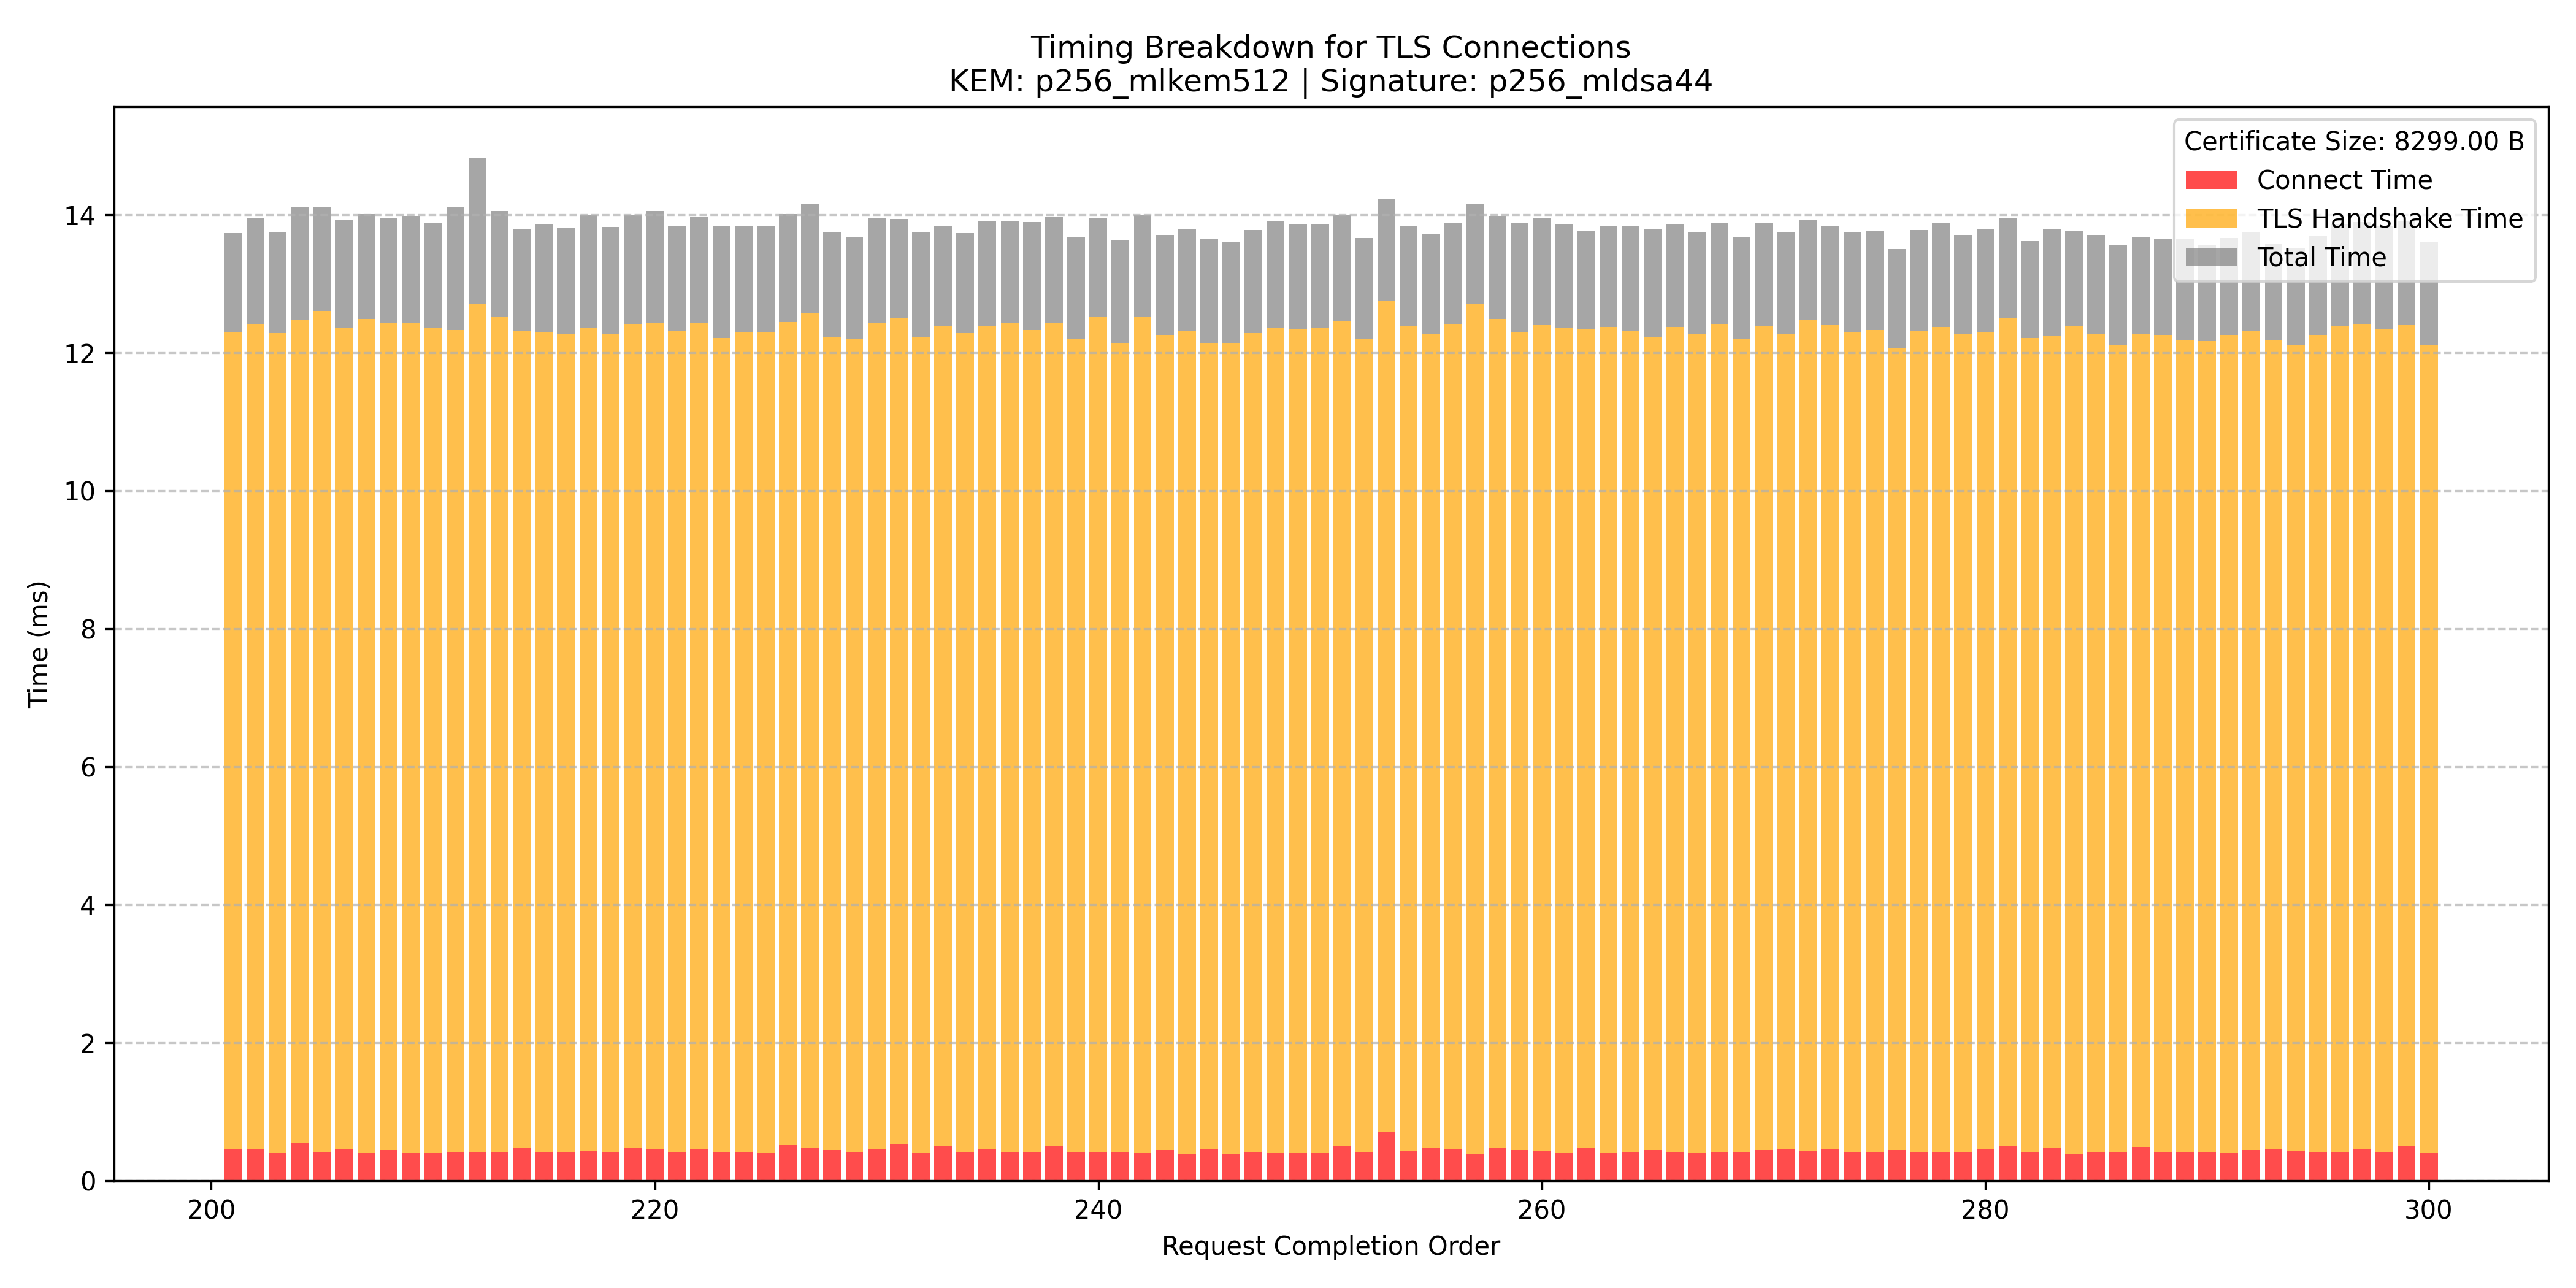 Timing Breakdown for TLS Connections
KEM: p256_mlkem512 | Signature: p256_mldsa44
Certificate Size: 8299.00 B
Connect Time
TLS Handshake Time
Total Time
Time (ms)
14
12
10
8
6
4
2
0
200 220 240 260 280 300
Request Completion Order